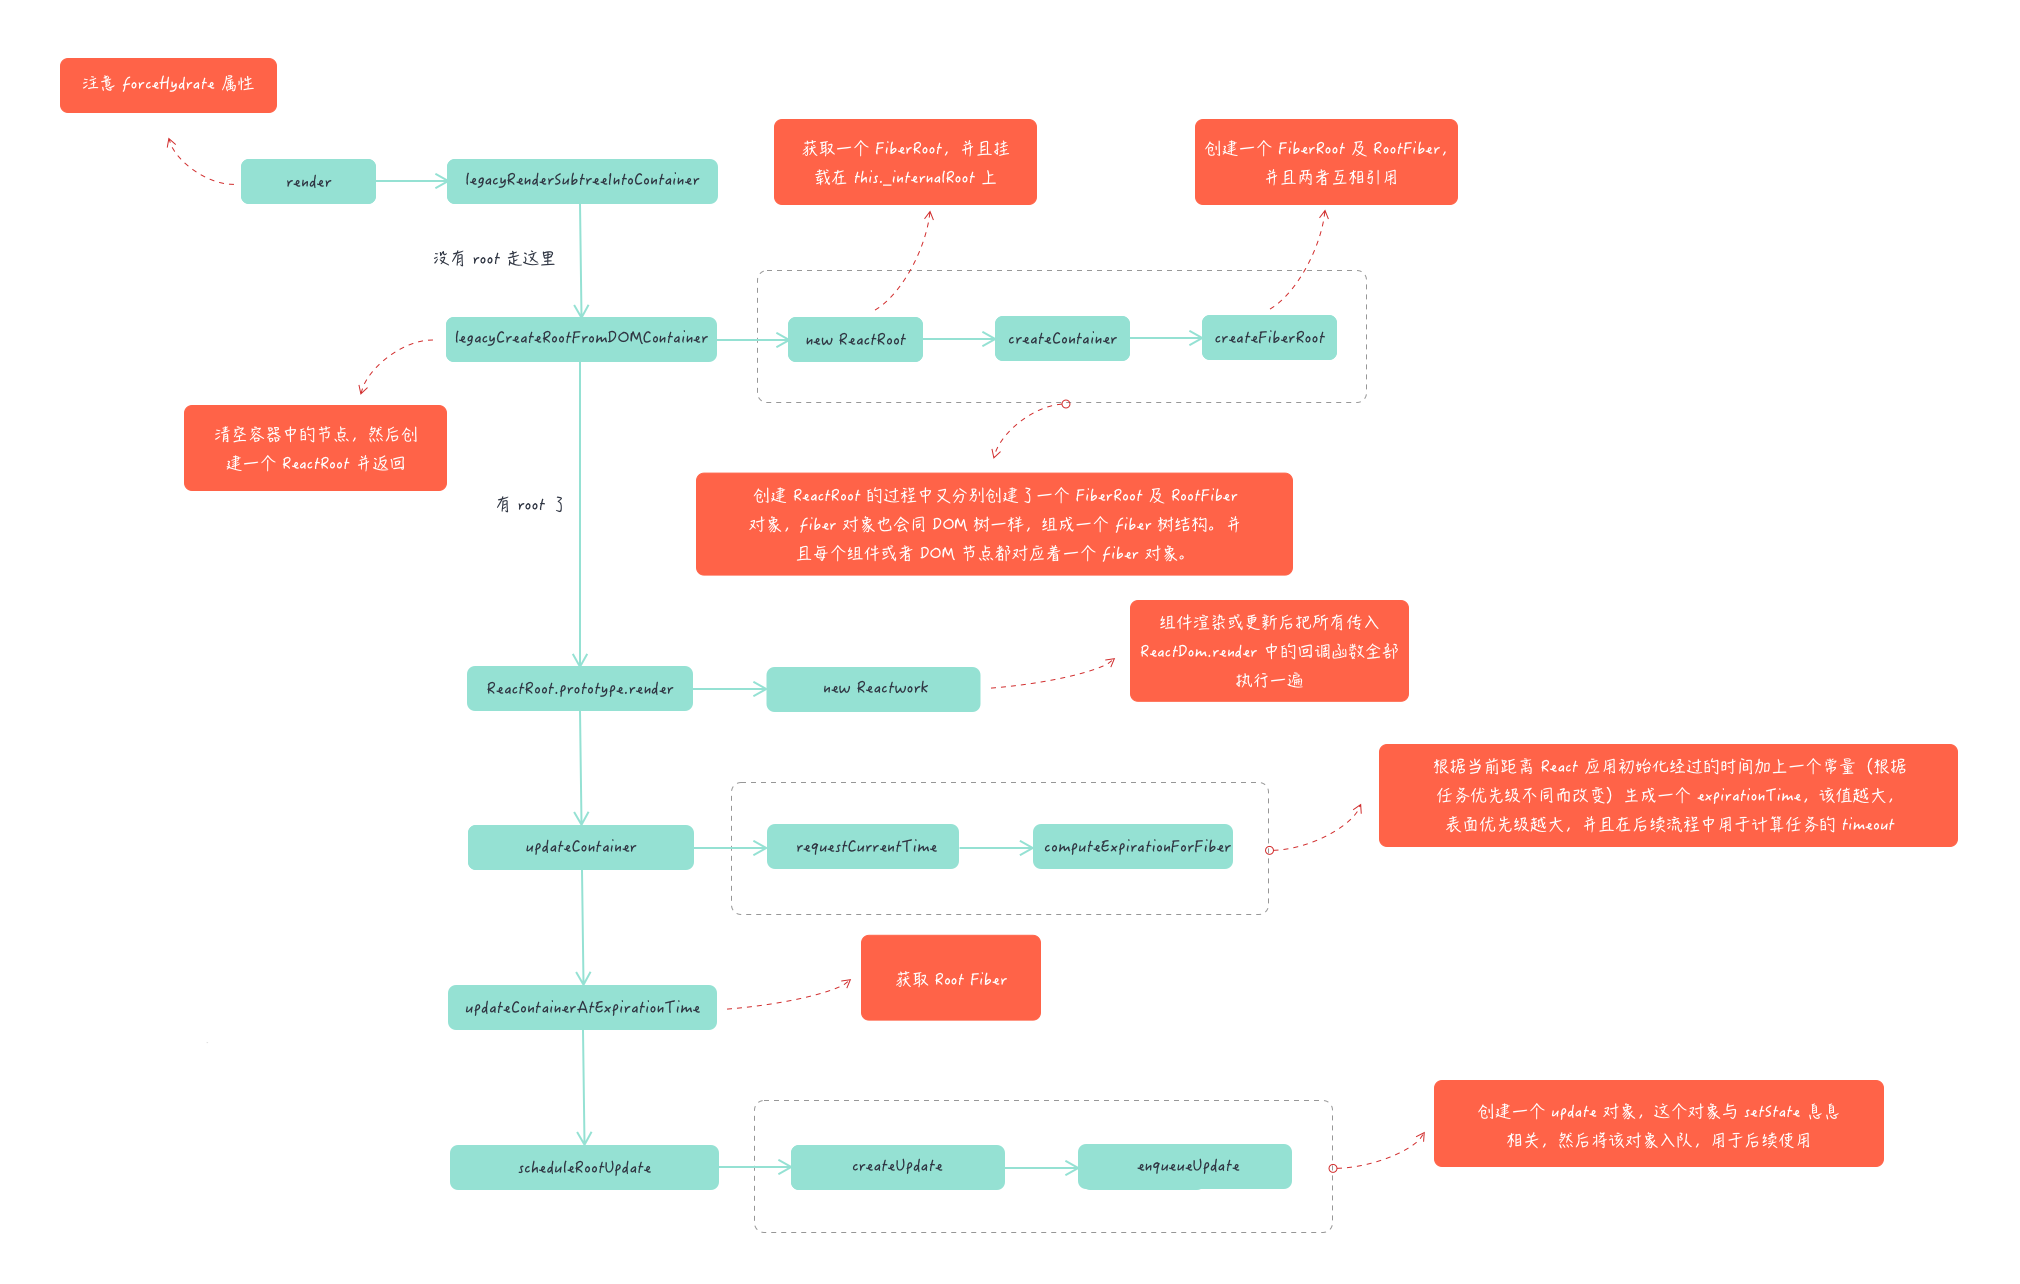 注意 forceHydrate 属性
render
legacyRenderSubtreeIntoContainer
获取一个 FiberRoot，并且挂
载在 this._internalRoot 上
创建一个 FiberRoot 及 RootFiber，
并且两者互相引用
没有 root 走这里
legacyCreateRootFromDOMContainer
new ReactRoot
createContainer
createFiberRoot
清空容器中的节点，然后创
建一个 ReactRoot 并返回
有 root 了
创建 ReactRoot 的过程中又分别创建了一个 FiberRoot 及 RootFiber
对象，fiber 对象也会同 DOM 树一样，组成一个 fiber 树结构。并
且每个组件或者 DOM 节点都对应着一个 fiber 对象。
组件渲染或更新后把所有传入
ReactDom.render 中的回调函数全部
执行一遍
ReactRoot.prototype.render
new Reactwork
根据当前距离 React 应用初始化经过的时间加上一个常量（根据
任务优先级不同而改变）生成一个 expirationTime，该值越大，
表面优先级越大，并且在后续流程中用于计算任务的 timeout
updateContainer
requestCurrentTime
computeExpirationForFiber
获取 Root Fiber
updateContainerAtExpirationTime
创建一个 update 对象，这个对象与 setState 息息
相关，然后将该对象入队，用于后续使用
scheduleRootUpdate
createUpdate
enqueueUpdate